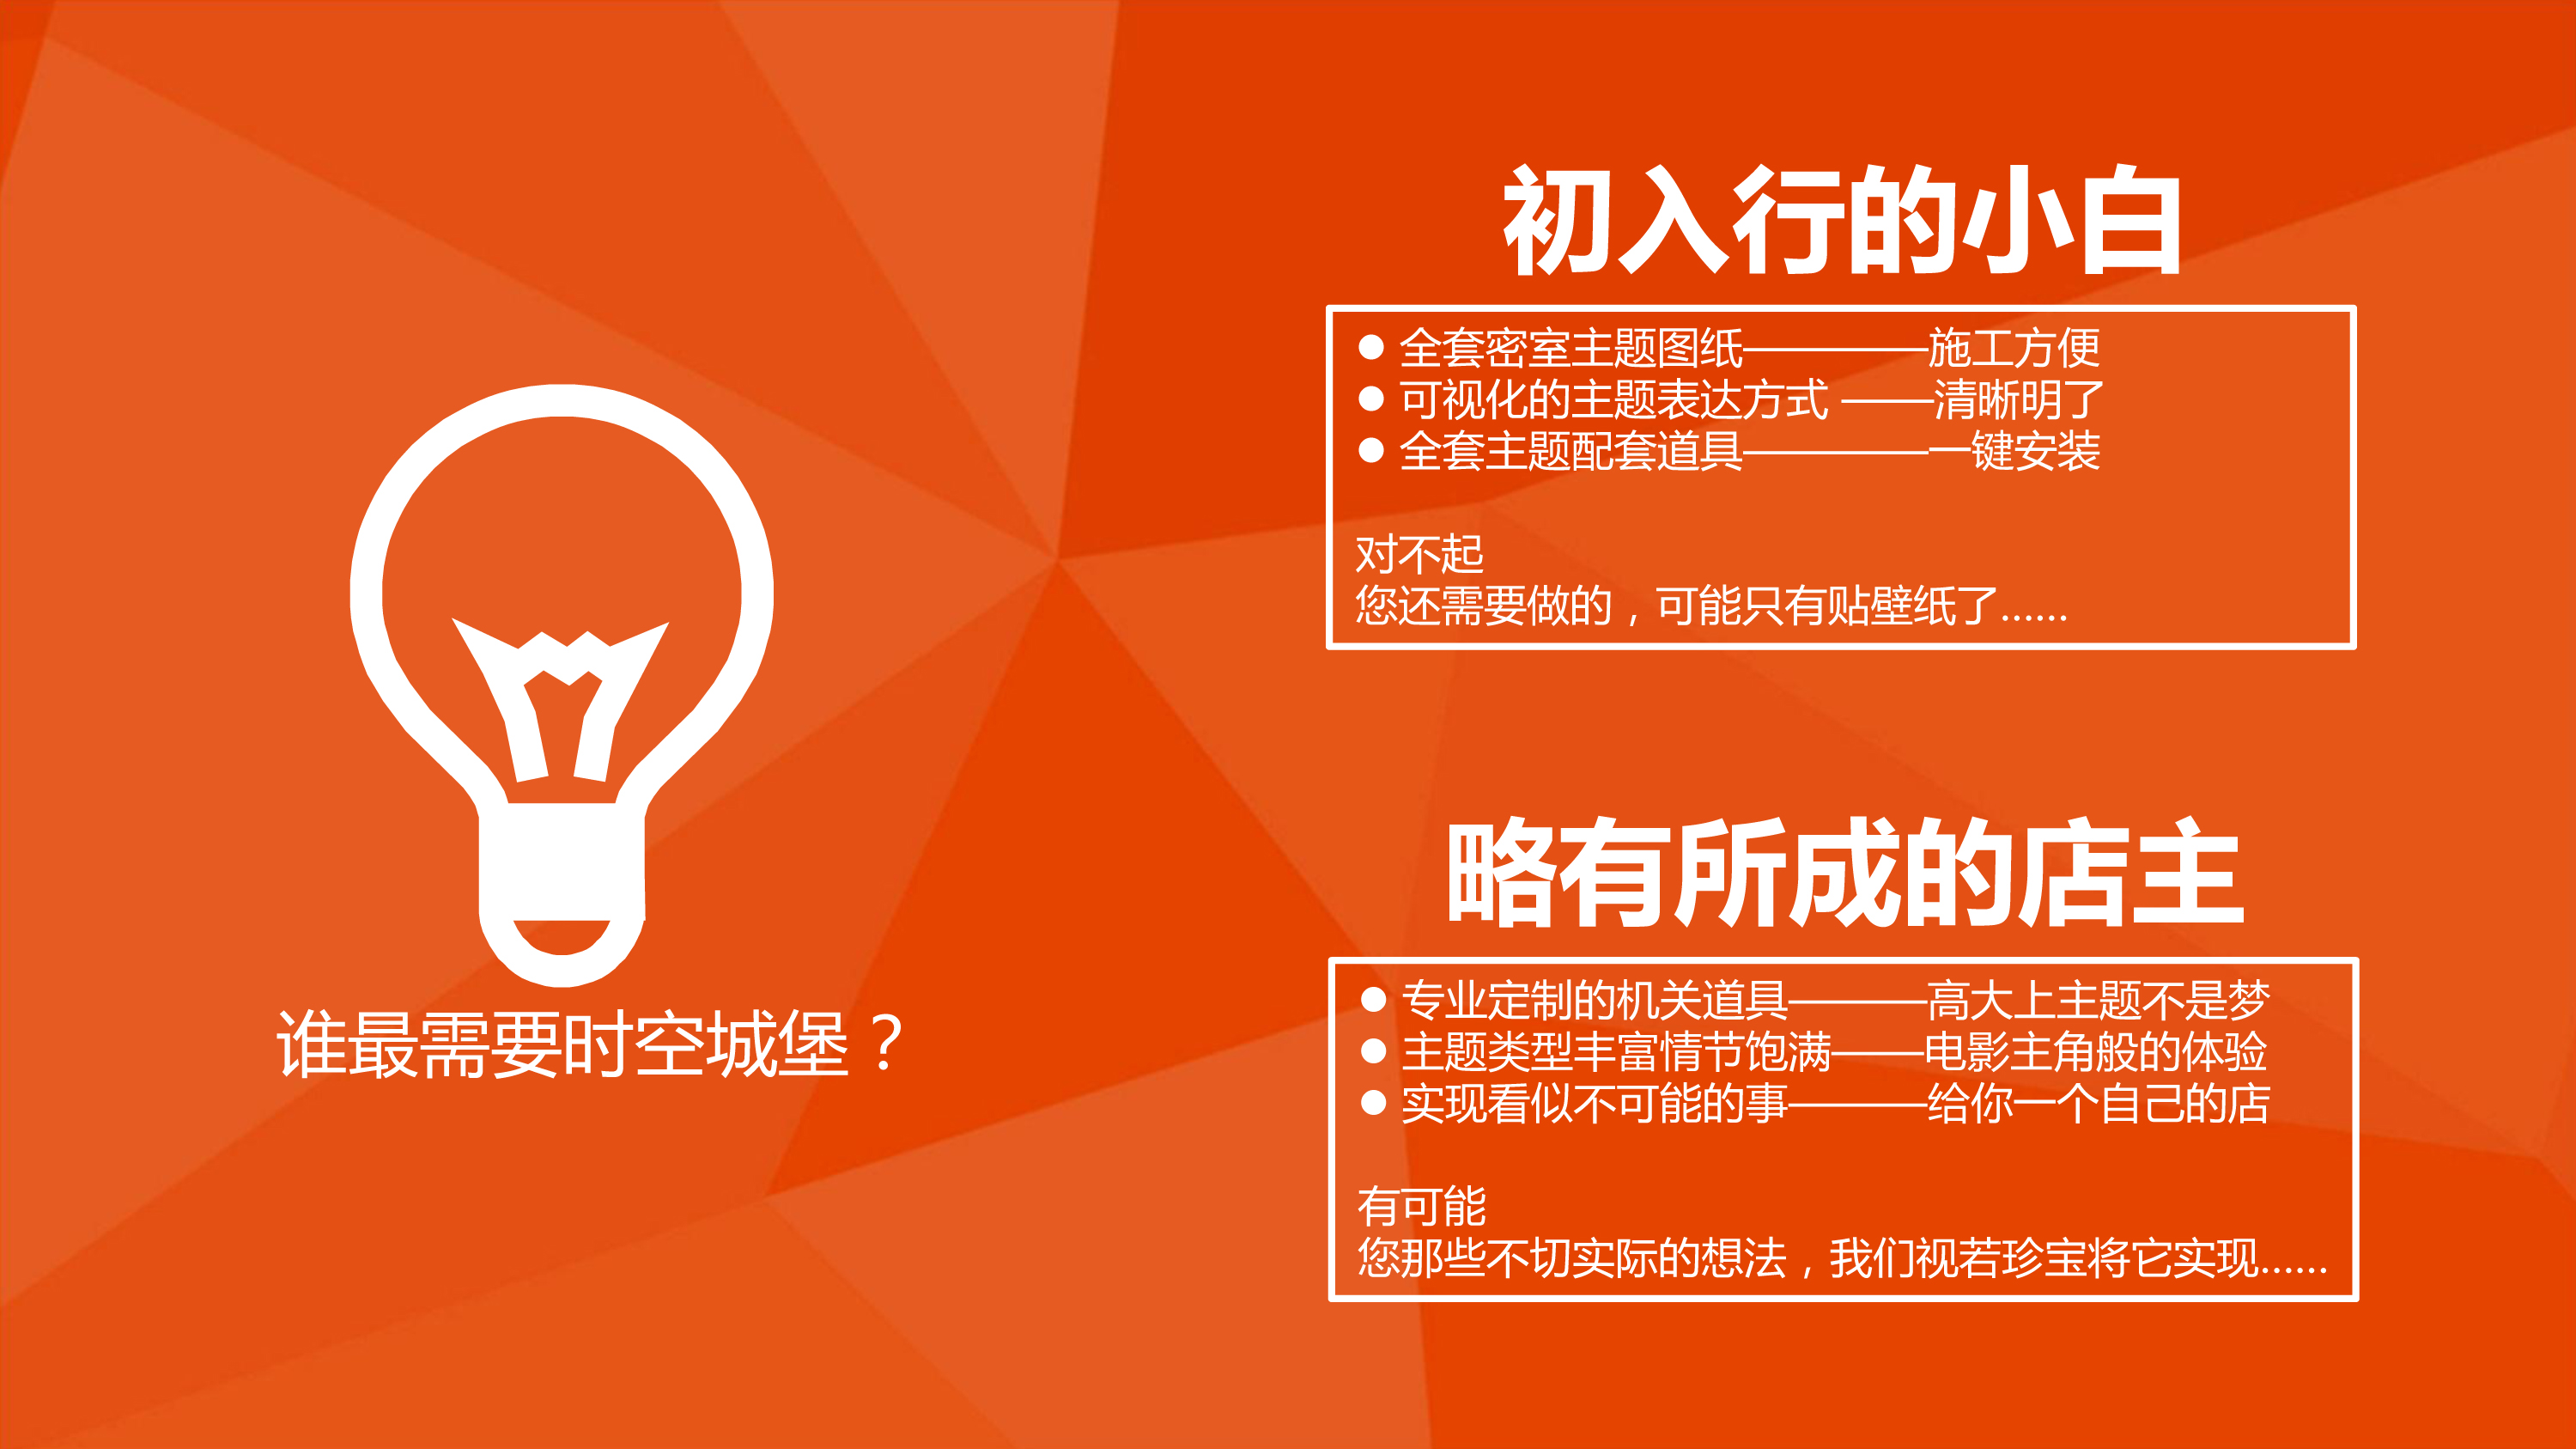 谁最需要时空城堡？
初入行的小白
● 全套密室主题图纸————施工方便
● 可视化的主题表达方式 ——清晰明了
● 全套主题配套道具————一键安装
对不起
您还需要做的，可能只有贴壁纸了......
略有所成的店主
● 专业定制的机关道具———高大上主题不是梦
● 主题类型丰富情节饱满——电影主角般的体验
● 实现看似不可能的事———给你一个自己的店
有可能
您那些不切实际的想法，我们视若珍宝将它实现......